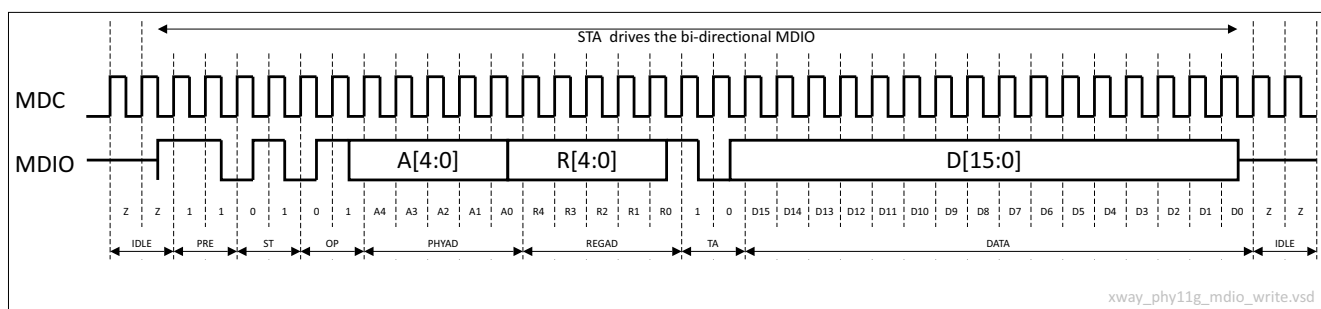 STA drives the bi-directional MDIO
MDC
MDIO
A[4:0] R[4:0] D[15:0]
Z Z 1 1 0 1 0 1 A4 A3 A2 A1 A0 R4 R3 R2 R1 R0 1 0 D15 D14 D13 D12 D11 D10 D9 D8 D7 D6 D5 D4 D3 D2 D1 D0 Z Z
IDLE PRE ST OP PHYAD REGAD TA DATA IDLE
xway_phy11g_mdio_write.vsd